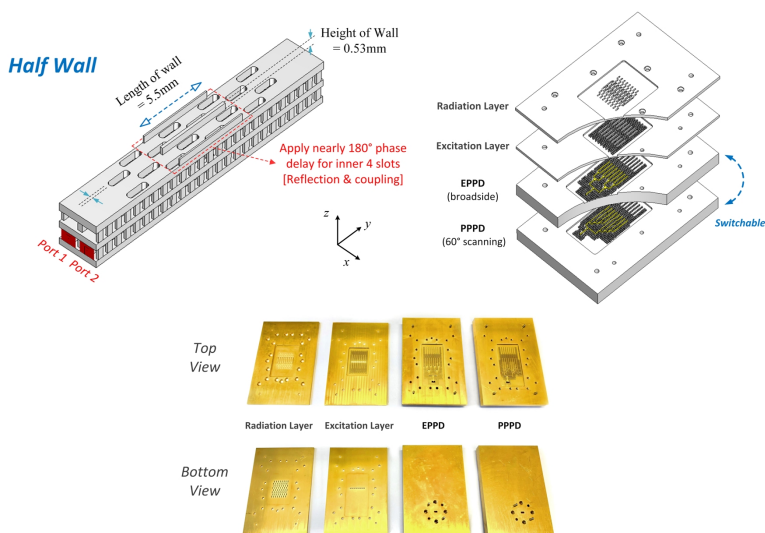 Half Wall
Length of wall
= 5.5mm
Height of Wall
= 0.53mm
Apply nearly 180° phase
delay for inner 4 slots
[Reflection & coupling]
Port 1 Port 2
z
y
x
Radiation Layer
Excitation Layer
EPPD
(broadside)
PPPD
(60° scanning)
Switchable
Top
View
Radiation Layer Excitation Layer EPPD PPPD
Bottom
View